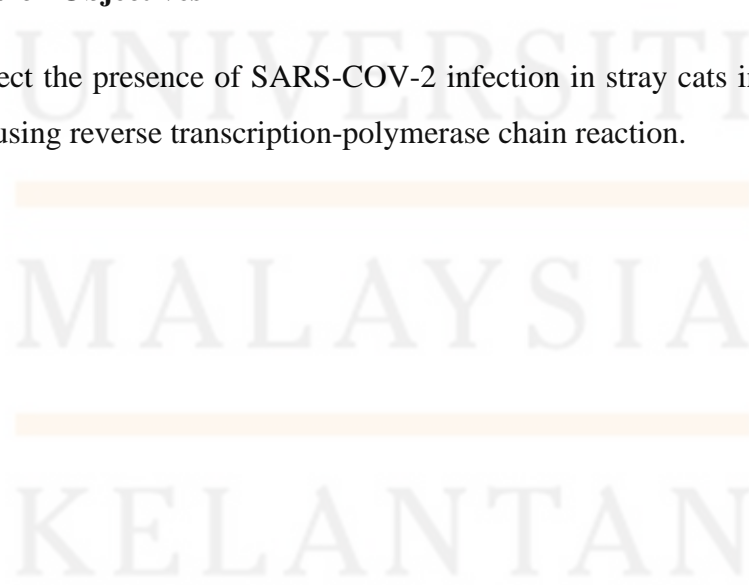 UNIVERSITI
ect the presence of SARS-COV-2 infection in stray cats
using reverse transcription-polymerase chain reaction.
MALAYSIA
KELANTAN